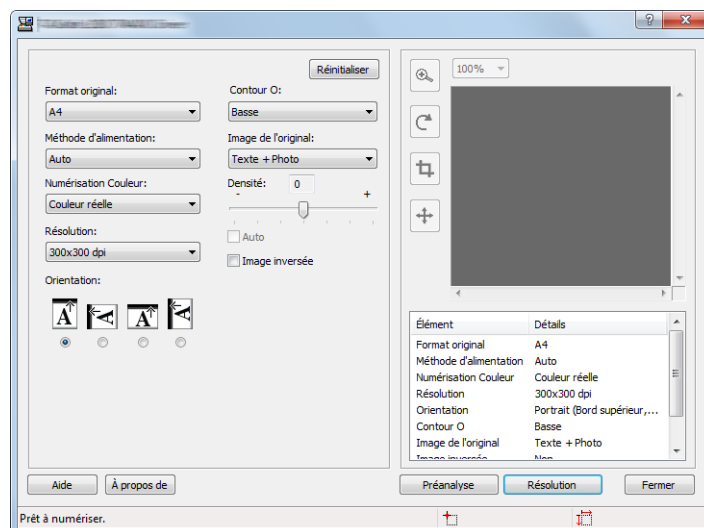 Réinitialiser
Format original:
A4
Méthode d'alimentation:
Auto
Numérisation Couleur:
Couleur réelle
Résolution:
300x300 dpi
Orientation:
A A A A
Contour O:
Basse
Image de l'original:
Texte + Photo
Densité: 0
- +
Auto
Image inversée
100%
Élément Détails
Format original A4
Méthode d'alimentation Auto
Numérisation Couleur Couleur réelle
Résolution 300x300 dpi
Orientation Portrait (Bord supérieur,...
Contour O Basse
Image de l'original Texte + Photo
Image inversée Non
Aide À propos de Préanalyse Résolution Fermer
Prêt à numériser.